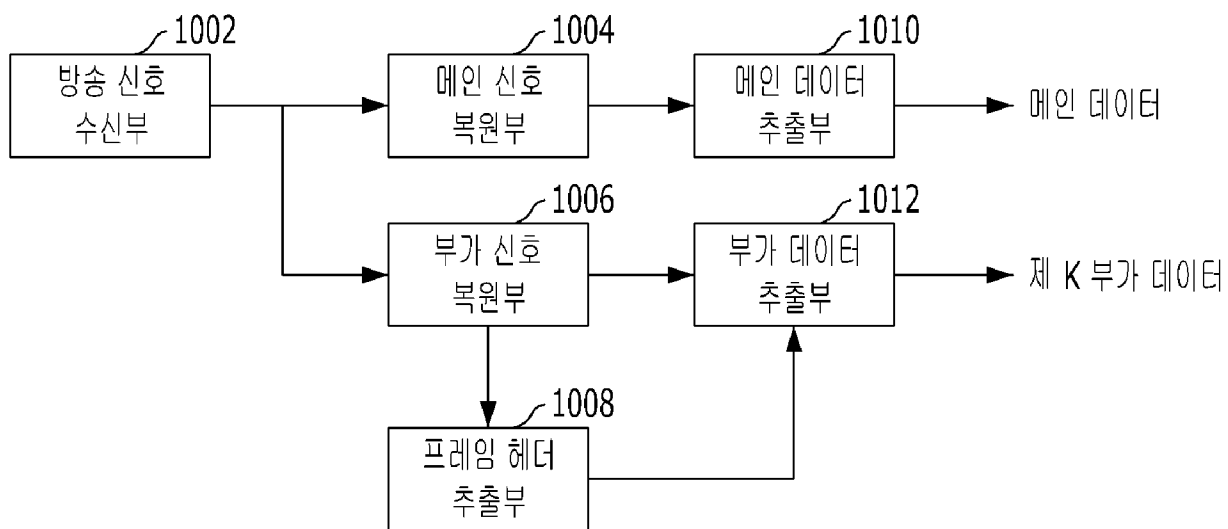 1002
방송 신호
수신부
1004
메인 신호
복원부
1010
메인 데이터
추출부
메인 데이터
1006
부가 신호
복원부
1012
부가 데이터
추출부
제 K 부가 데이터
1008
프레임 헤더
추출부